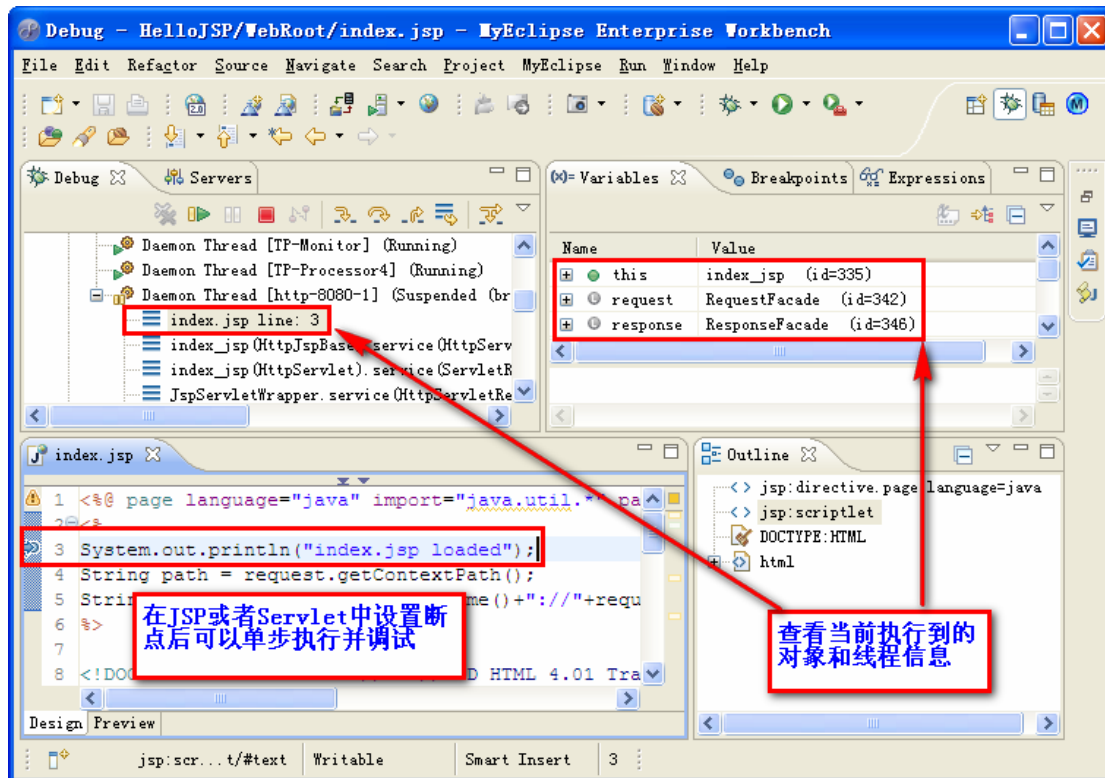 Debug - HelloJSP/WebRoot/index.jsp - MyEclipse Enterprise Workbench
File Edit Refactor Source Navigate Search Project MyEclipse Run Window Help
Debug Servers
Daemon Thread [TP-Monitor] (Running)
Daemon Thread [TP-Processor4] (Running)
Daemon Thread [http-8080-1] (Suspended (br
index.jsp line: 3
index_jsp(HttpJspBase).service(HttpServ
index_jsp(HttpServlet).service(ServletR
JspServletWrapper.service(HttpServletRe
(x)= Variables Breakpoints Expressions
Name Value
this index_jsp (id=335)
request RequestFacade (id=342)
response ResponseFacade (id=346)
index.jsp
1 <%@ page language="java" import="java.util.*" pa
2 <%
3 System.out.println("index.jsp loaded");
4 String path = request.getContextPath();
5 Strin me()+"://"+requ
6 %>
7
8 <!DOC D HTML 4.01 Tra
在JSP或者Servlet中设置断
点后可以单步执行并调试
Design Preview
Outline
jsp:directive.page language=java
jsp:scriptlet
DOCTYPE:HTML
html
查看当前执行到的
对象和线程信息
jsp:scr...t/#text Writable Smart Insert 3